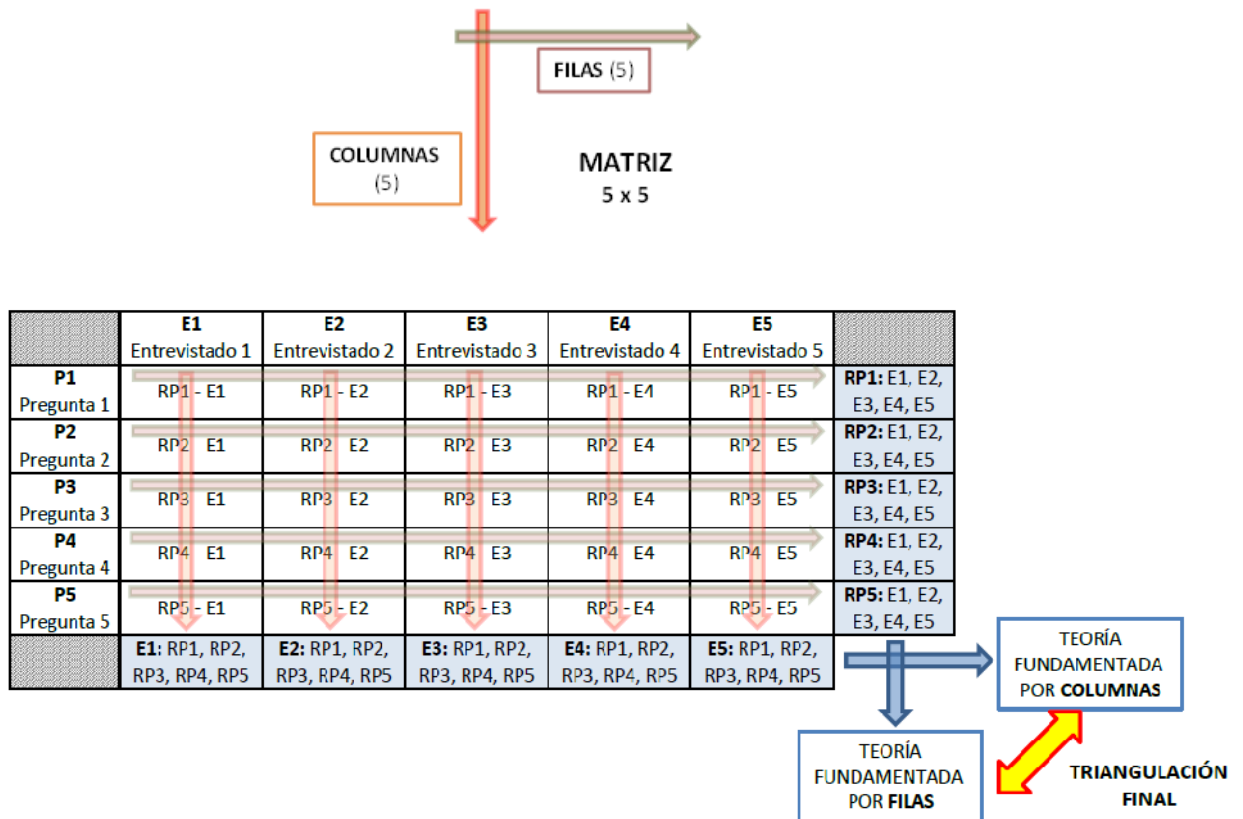 FILAS (5)
COLUMNAS
(5)
MATRIZ
5 x 5
E1 E2 E3 E4 E5
Entrevistado 1 Entrevistado 2 Entrevistado 3 Entrevistado 4 Entrevistado 5
P1
Pregunta 1
RP1 - E1 RP1 - E2 RP1 - E3 RP1 - E4 RP1 - E5
RP1: E1, E2,
E3, E4, E5
P2
Pregunta 2
RP2 E1 RP2 E2 RP2 E3 RP2 E4 RP2 E5
RP2: E1, E2,
E3, E4, E5
P3
Pregunta 3
RP3 E1 RP3 E2 RP3 E3 RP3 E4 RP3 E5
RP3: E1, E2,
E3, E4, E5
P4
Pregunta 4
RP4 E1 RP4 E2 RP4 E3 RP4 E4 RP4 E5
RP4: E1, E2,
E3, E4, E5
P5
Pregunta 5
RP5 - E1 RP5 - E2 RP5 - E3 RP5 - E4 RP5 - E5
RP5: E1, E2,
E3, E4, E5
E1: RP1, RP2, E2: RP1, RP2, E3: RP1, RP2, E4: RP1, RP2, E5: RP1, RP2,
RP3, RP4, RP5 RP3, RP4, RP5 RP3, RP4, RP5 RP3, RP4, RP5 RP3, RP4, RP5
TEORÍA
FUNDAMENTADA
POR COLUMNAS
TEORÍA
FUNDAMENTADA
POR FILAS
TRIANGULACIÓN
FINAL